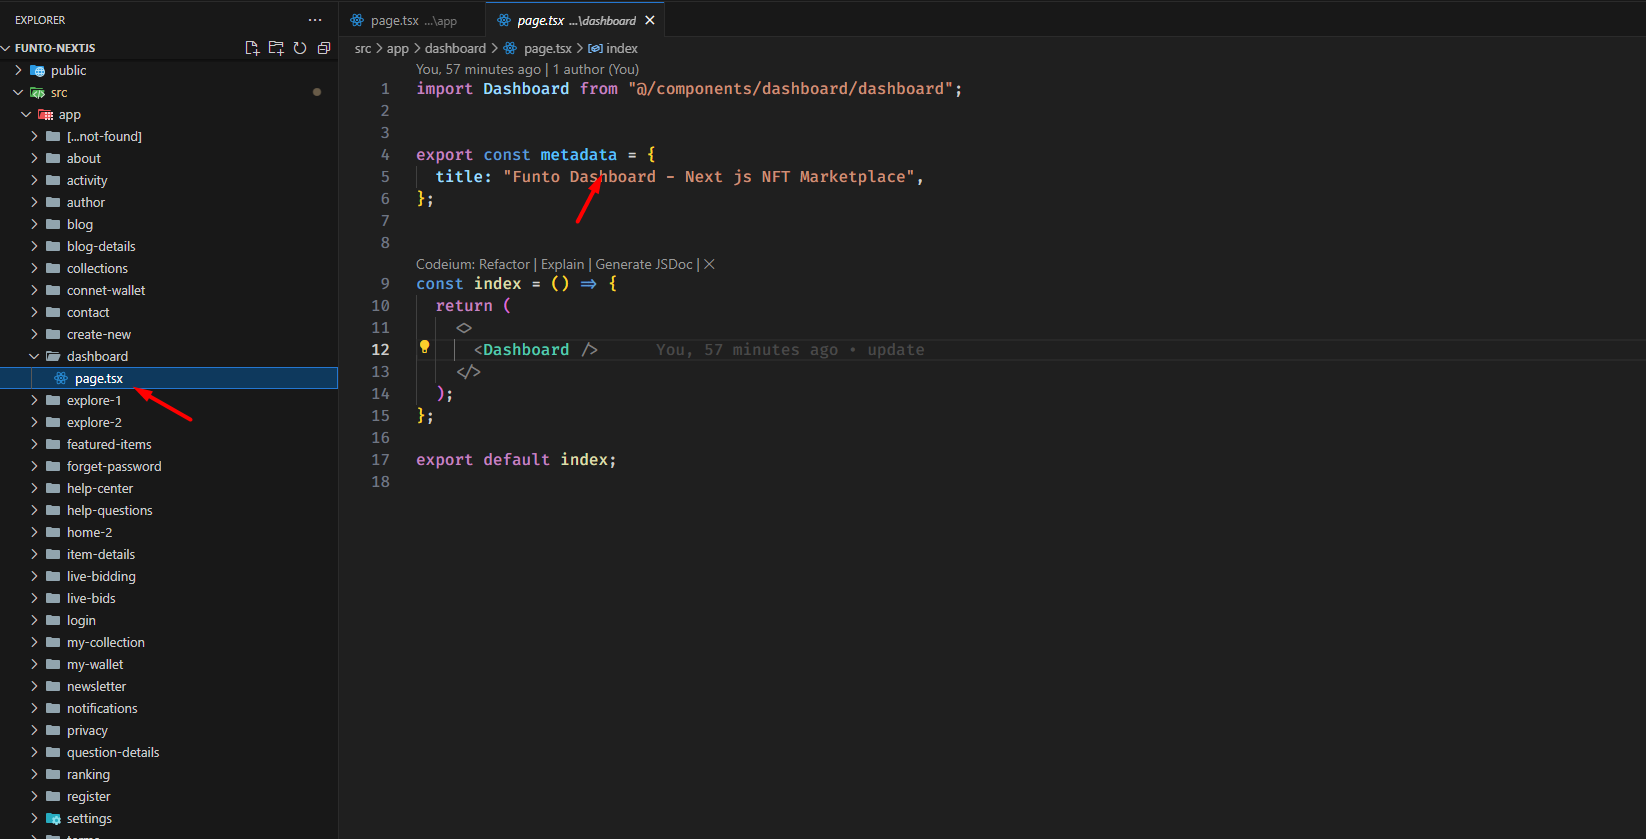 EXPLORER
FUNTO-NEXTJS
public
src
app
[...not-found]
about
activity
author
blog
blog-details
collections
connet-wallet
contact
create-new
dashboard
page.tsx
explore-1
explore-2
featured-items
forget-password
help-center
help-questions
home-2
item-details
live-bidding
live-bids
login
my-collection
my-wallet
newsletter
notifications
privacy
question-details
ranking
register
settings
terms
page.tsx ...\app
page.tsx ...\dashboard
src > app > dashboard > page.tsx > index
You, 57 minutes ago | 1 author (You)
1 import Dashboard from "@/components/dashboard/dashboard";
2
3
4 export const metadata = {
5 title: "Funto Dashboard - Next js NFT Marketplace",
6 };
7
8
Codeium: Refactor | Explain | Generate JSDoc | ×
9 const index = () => {
10 return (
11 <>
12 <Dashboard /> You, 57 minutes ago • update
13 </>
14 );
15 };
16
17 export default index;
18